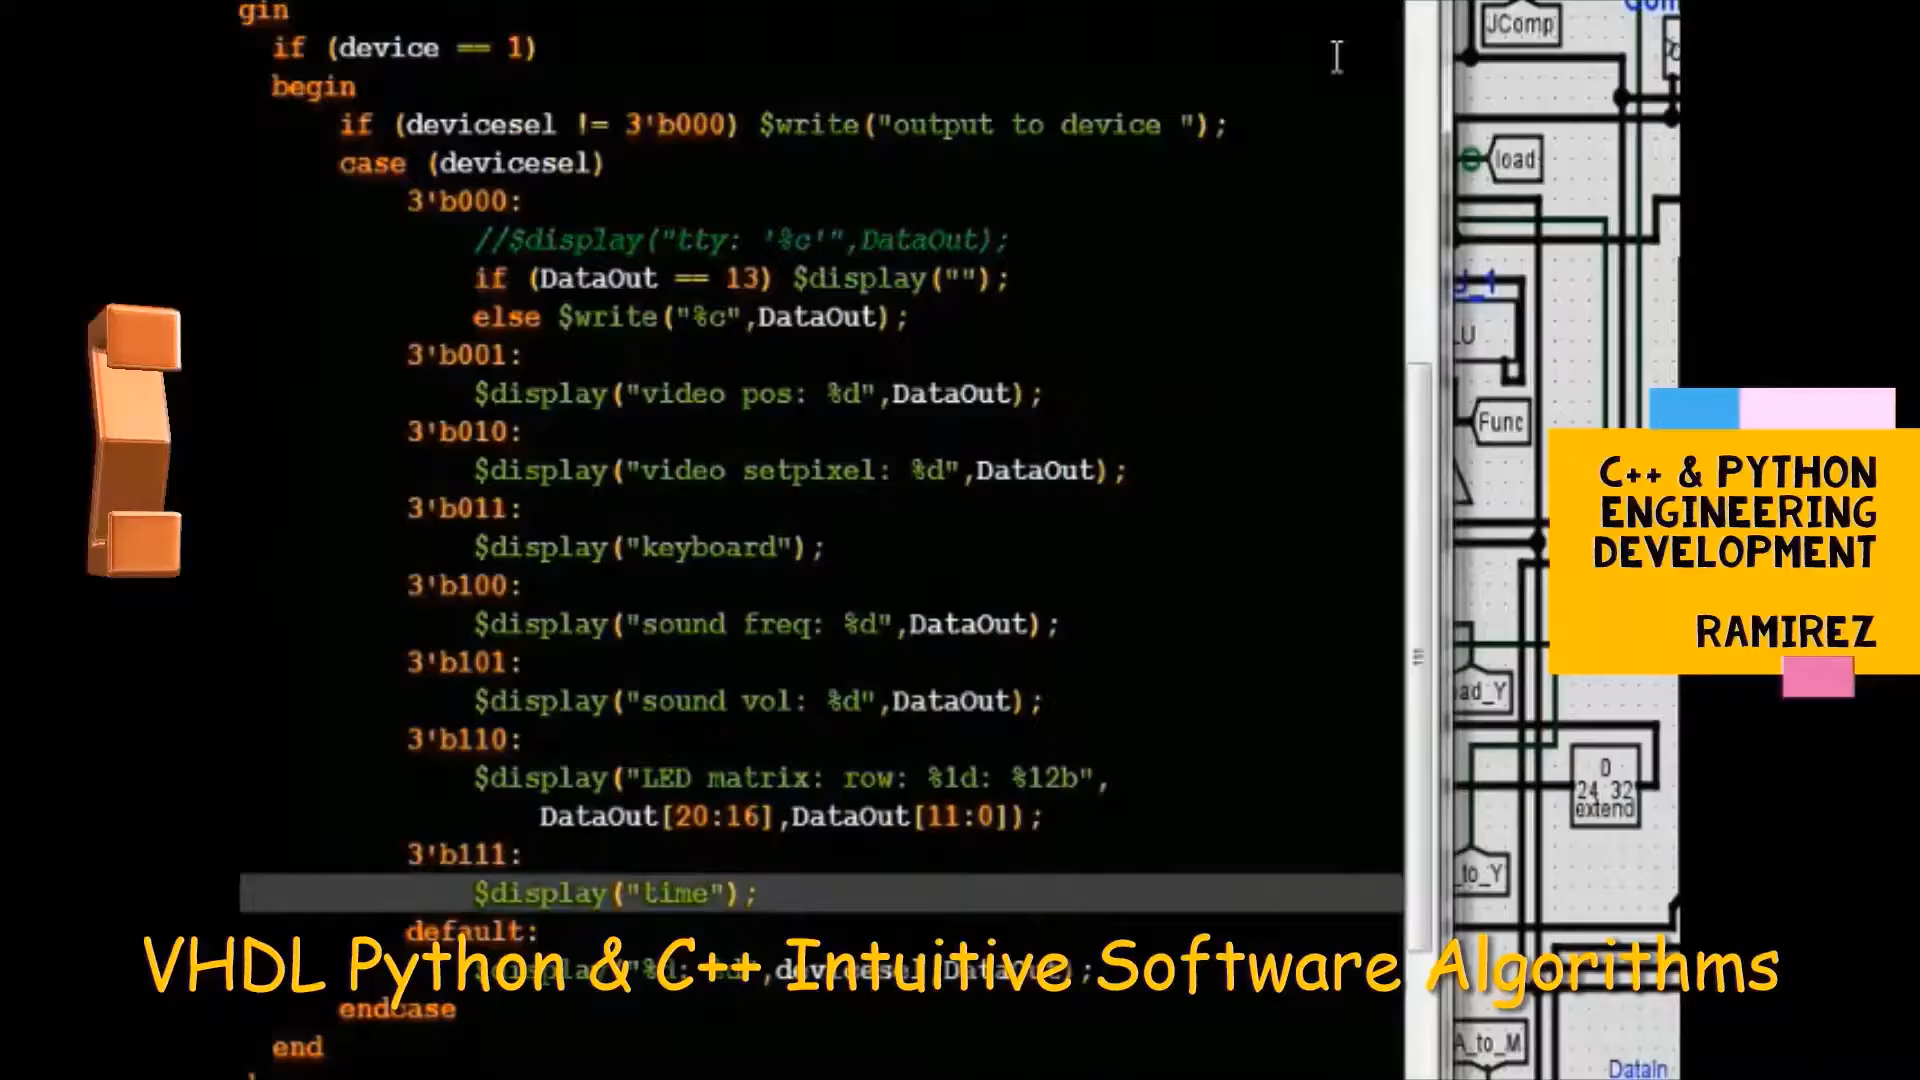 gin
if (device == 1)
begin
if (devicesel != 3'b000) $write("output to device ");
case (devicesel)
3'b000:
//$display("tty: '%c'",DataOut);
if (DataOut == 13) $display("");
else $write("%c",DataOut);
3'b001:
$display("video pos: %d",DataOut);
3'b010:
$display("video setpixel: %d",DataOut);
3'b011:
$display("keyboard");
3'b100:
$display("sound freq: %d",DataOut);
3'b101:
$display("sound vol: %d",DataOut);
3'b110:
$display("LED matrix: row: %1d: %12b",
DataOut[20:16],DataOut[11:0]);
3'b111:
$display("time");
default:
endcase
end
VHDL Python & C++ Intuitive Software Algorithms
JComp
load
LU
Func
ad_Y
0
24 32
extend
_to_Y
A_to_M
DataIn
C++ & PYTHON
ENGINEERING
DEVELOPMENT
RAMIREZ